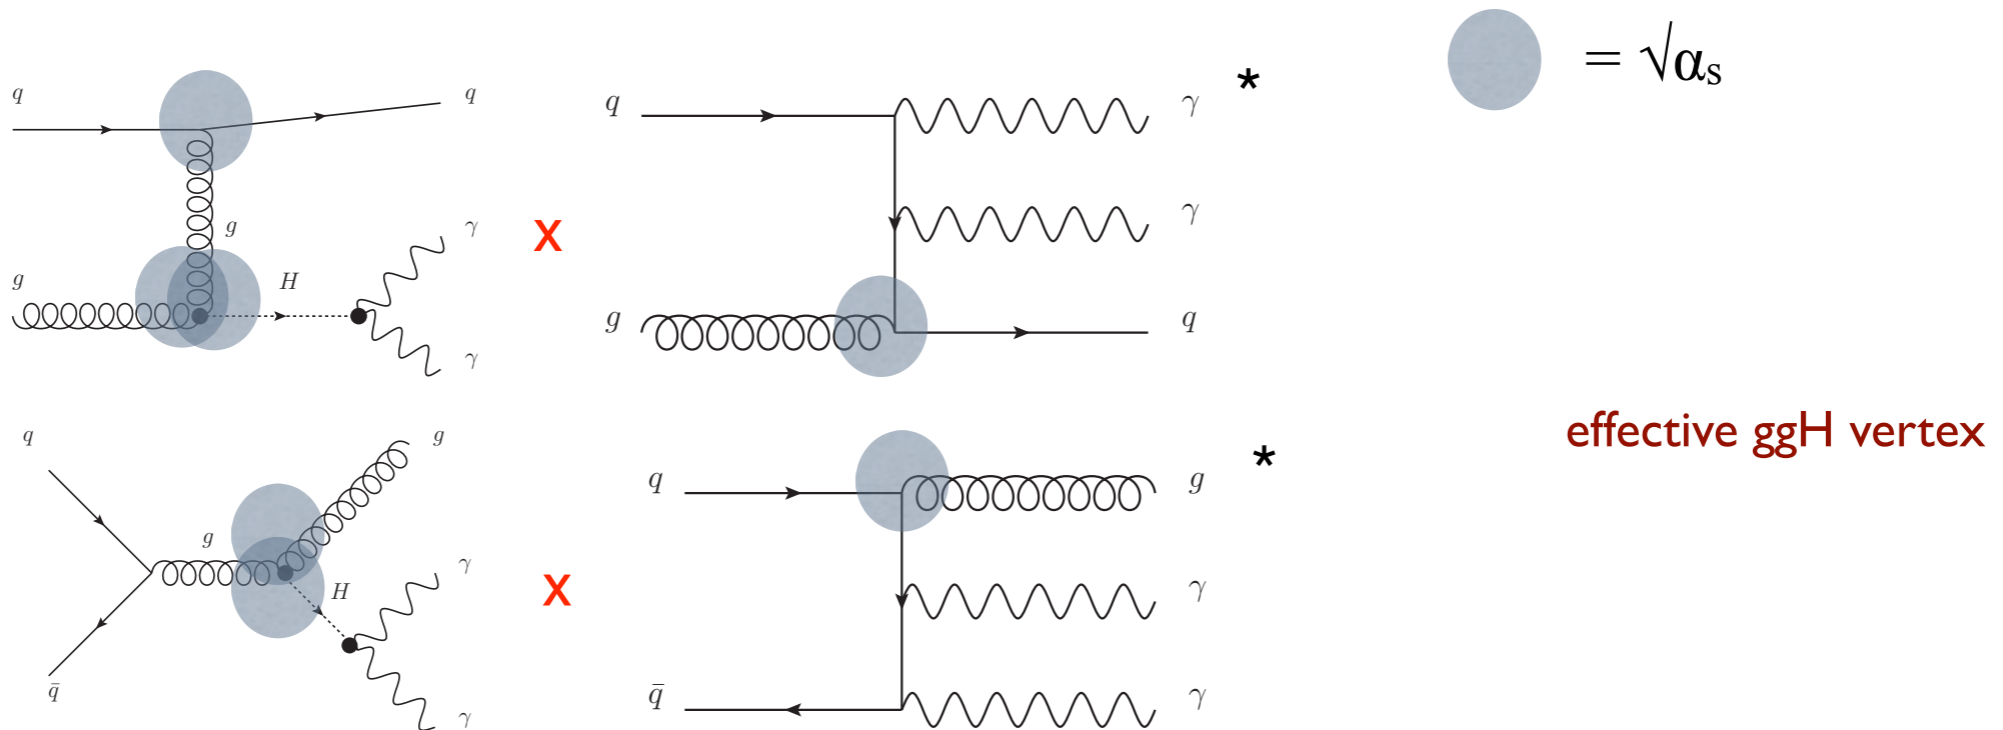 = √αs
q
q
g
g
H
γ
γ
x
q
γ
*
γ
g
q
effective ggH vertex
q
g
g
H
γ
q̄
γ
x
q
g
*
γ
q̄
γ